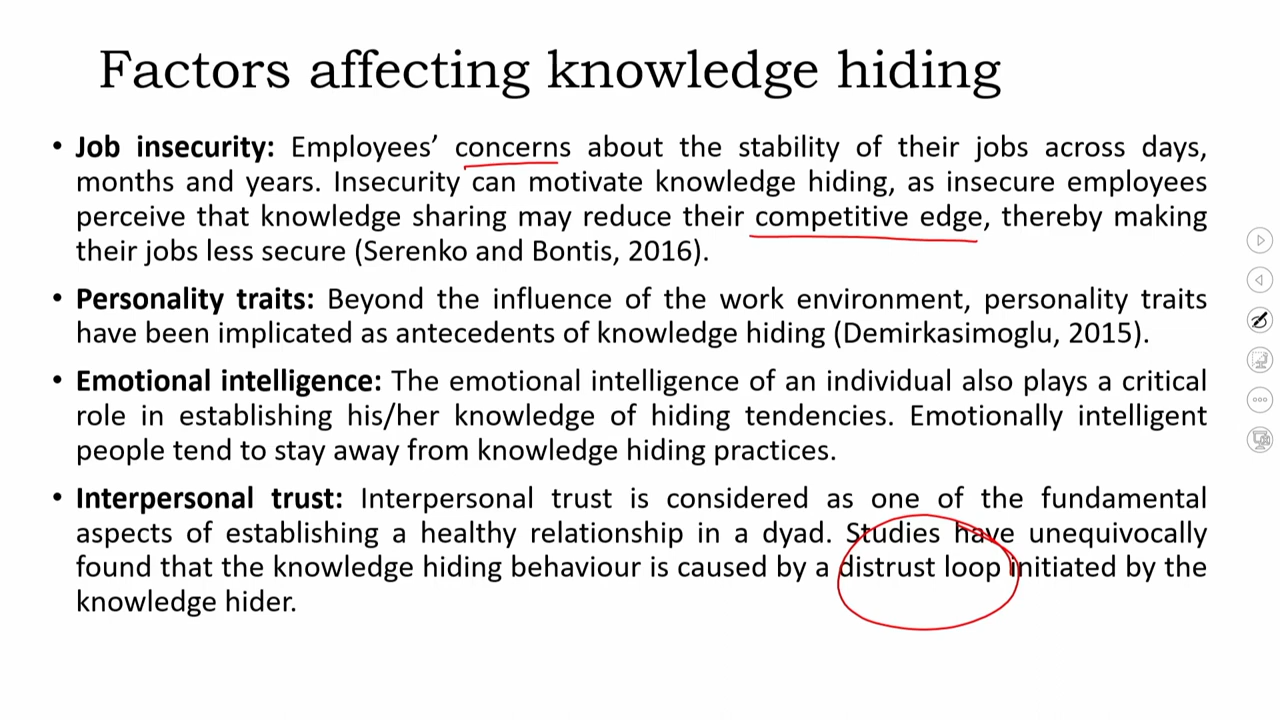 Factors affecting knowledge hiding
• Job insecurity: Employees’ concerns about the stability of their jobs across days,
months and years. Insecurity can motivate knowledge hiding, as insecure employees
perceive that knowledge sharing may reduce their competitive edge, thereby making
their jobs less secure (Serenko and Bontis, 2016).
• Personality traits: Beyond the influence of the work environment, personality traits
have been implicated as antecedents of knowledge hiding (Demirkasimoglu, 2015).
• Emotional intelligence: The emotional intelligence of an individual also plays a critical
role in establishing his/her knowledge of hiding tendencies. Emotionally intelligent
people tend to stay away from knowledge hiding practices.
• Interpersonal trust: Interpersonal trust is considered as one of the fundamental
aspects of establishing a healthy relationship in a dyad. Studies have unequivocally
found that the knowledge hiding behaviour is caused by a distrust loop initiated by the
knowledge hider.